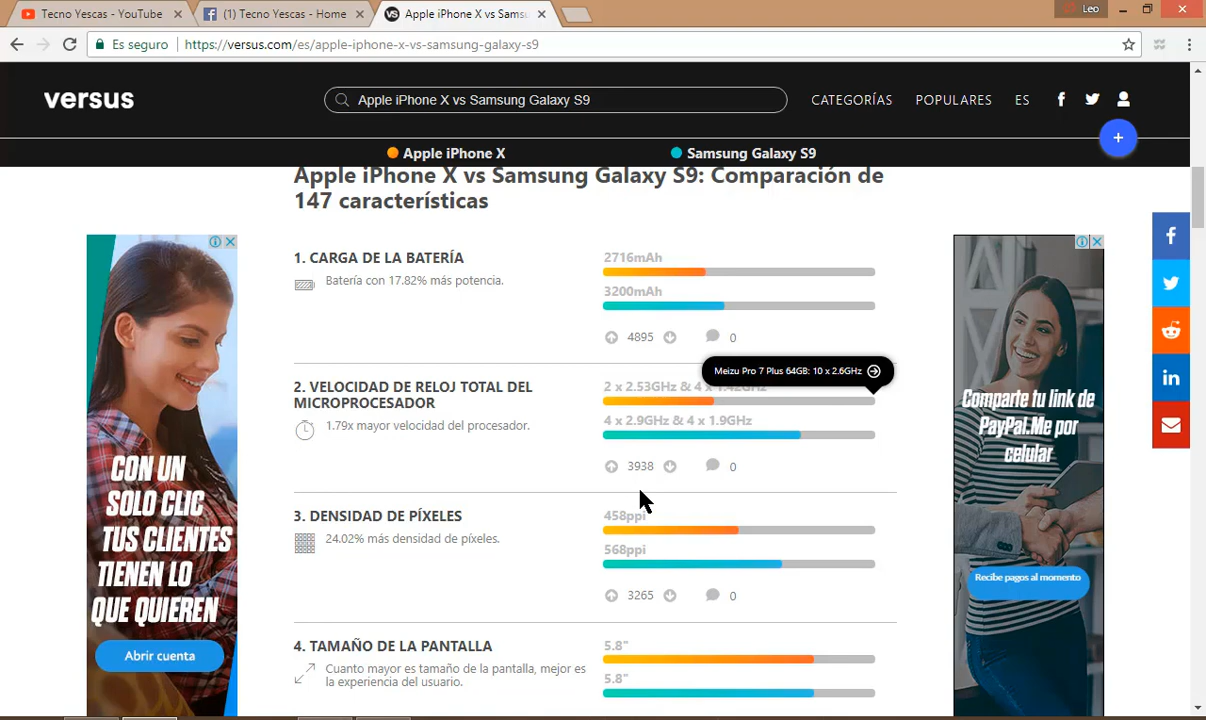 Tecno Yescas - YouTube
(1) Tecno Yescas - Home
Apple iPhone X vs Samsu
Leo
Es seguro
https://versus.com/es/apple-iphone-x-vs-samsung-galaxy-s9
versus
Apple iPhone X vs Samsung Galaxy S9
CATEGORÍAS
POPULARES
ES
Apple iPhone X
Samsung Galaxy S9
Apple iPhone X vs Samsung Galaxy S9: Comparación de
147 características
1. CARGA DE LA BATERÍA
Batería con 17.82% más potencia.
2716mAh
3200mAh
4895
0
2. VELOCIDAD DE RELOJ TOTAL DEL
MICROPROCESADOR
1.79x mayor velocidad del procesador.
Meizu Pro 7 Plus 64GB: 10 x 2.6GHz
2 x 2.53GHz & 4 x 1.42GHz
4 x 2.9GHz & 4 x 1.9GHz
3938
0
3. DENSIDAD DE PÍXELES
24.02% más densidad de píxeles.
458ppi
568ppi
3265
0
4. TAMAÑO DE LA PANTALLA
Cuanto mayor es tamaño de la pantalla, mejor es
la experiencia del usuario.
5.8"
5.8"
CON UN
SOLO CLIC
TUS CLIENTES
TIENEN LO
QUE QUIEREN
Abrir cuenta
Comparte tu link de
PayPal.Me por
celular
Recibe pagos al momento